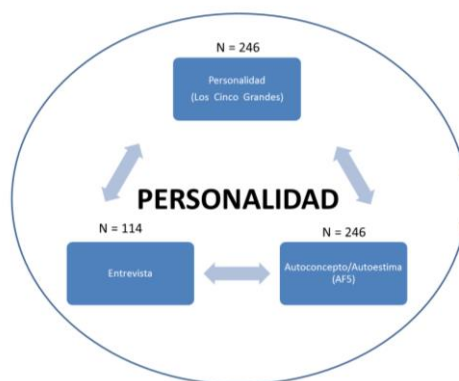 N = 246
Personalidad
(Los Cinco Grandes)
PERSONALIDAD
N = 114
N = 246
Entrevista
Autoconcepto/Autoestima
(AF5)